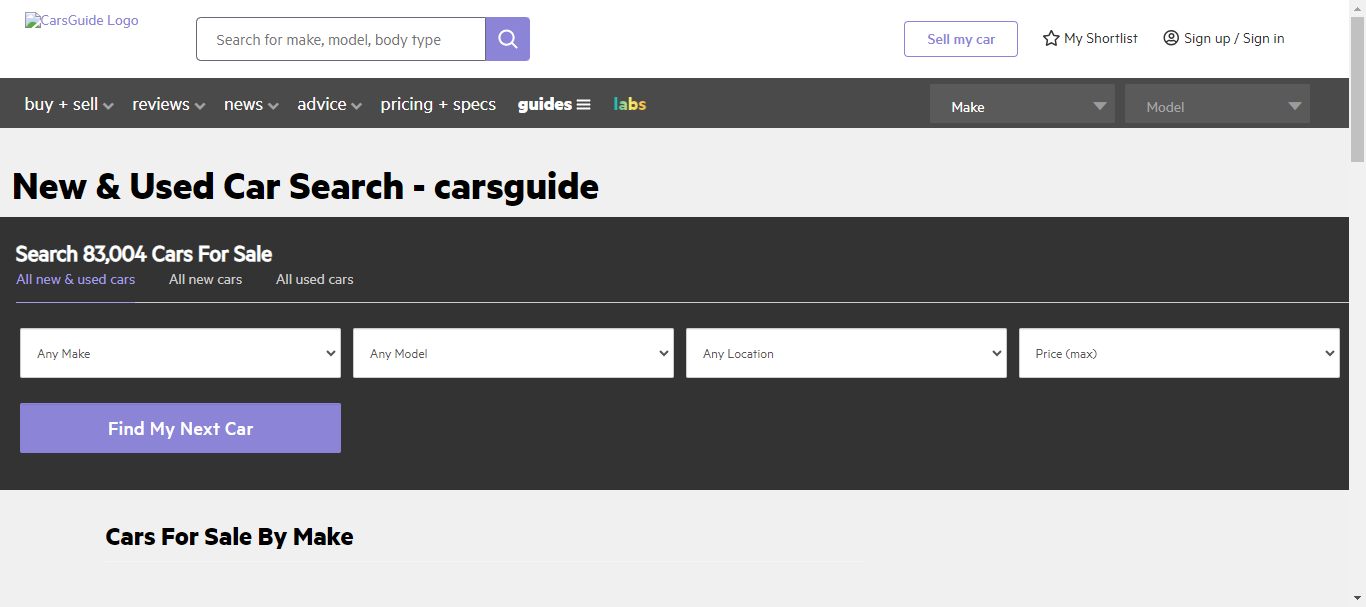 CarsGuide Logo
Search for make, model, body type
Sell my car
My Shortlist
Sign up / Sign in
buy + sell
reviews
news
advice
pricing + specs
guides
labs
Make
Model
New & Used Car Search - carsguide
Search 83,004 Cars For Sale
All new & used cars
All new cars
All used cars
Any Make
Any Model
Any Location
Price (max)
Find My Next Car
Cars For Sale By Make